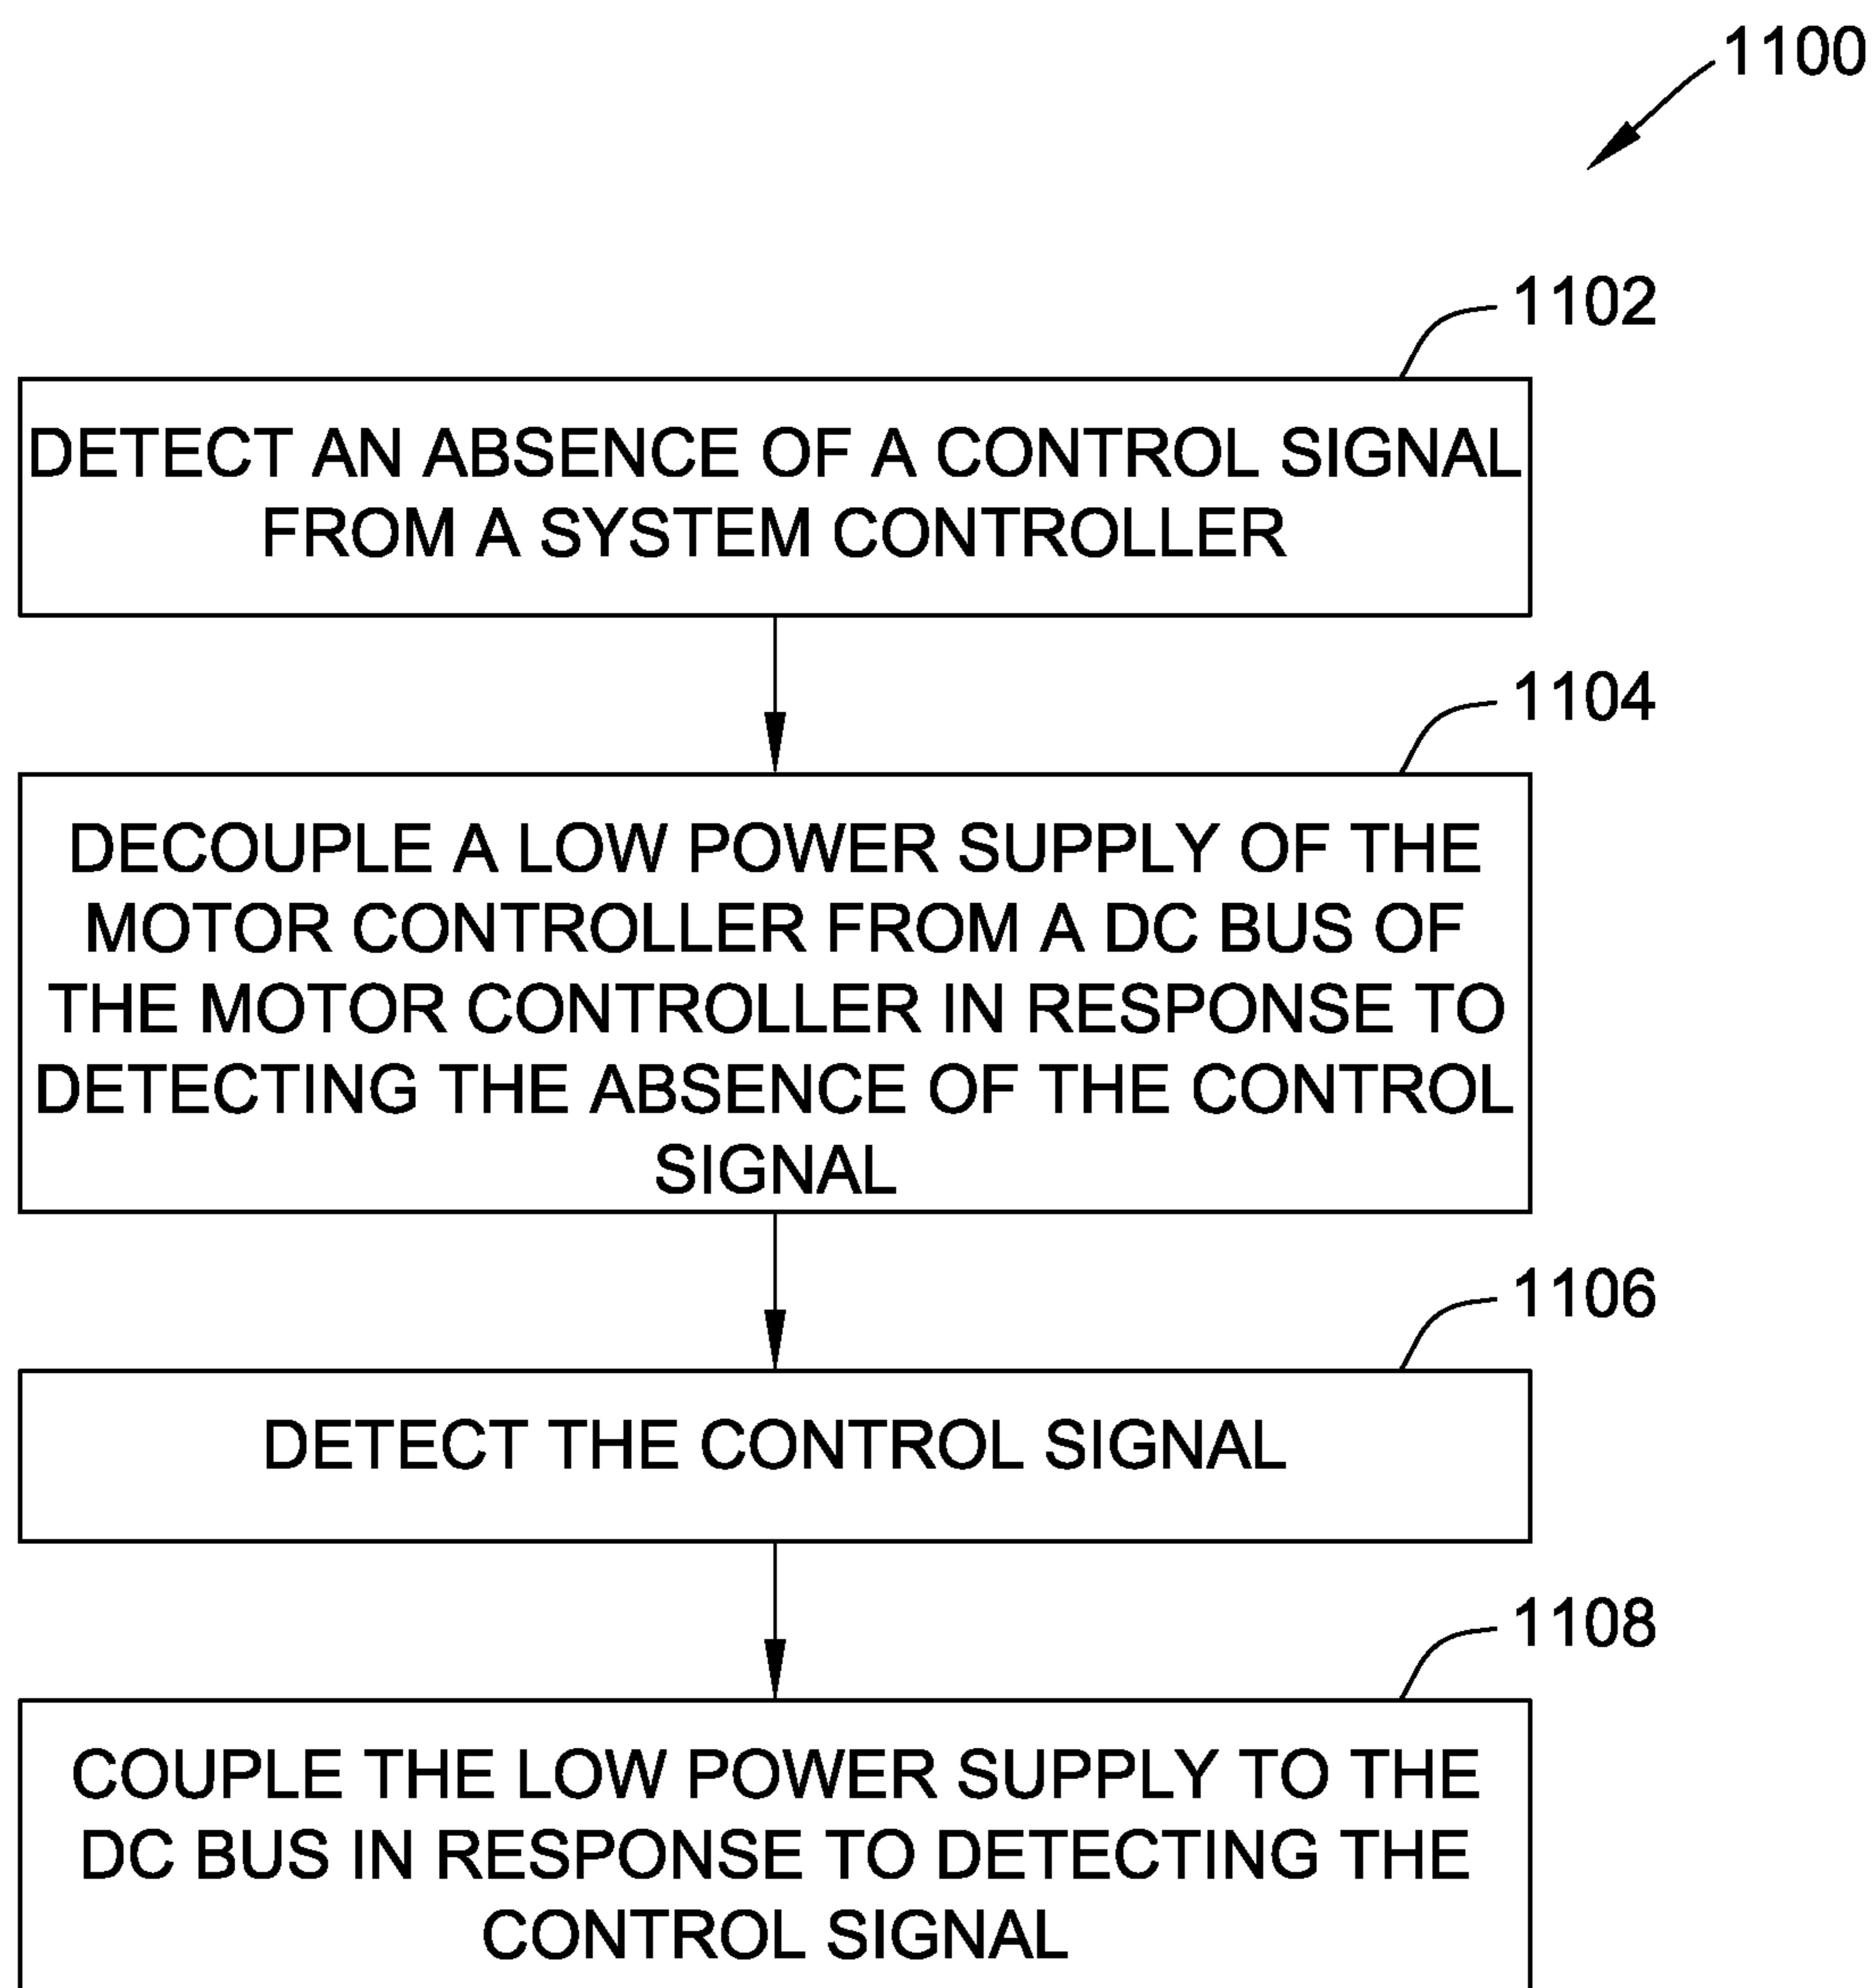 1100
1102
DETECT AN ABSENCE OF A CONTROL SIGNAL
FROM A SYSTEM CONTROLLER
1104
DECOUPLE A LOW POWER SUPPLY OF THE
MOTOR CONTROLLER FROM A DC BUS OF
THE MOTOR CONTROLLER IN RESPONSE TO
DETECTING THE ABSENCE OF THE CONTROL
SIGNAL
1106
DETECT THE CONTROL SIGNAL
1108
COUPLE THE LOW POWER SUPPLY TO THE
DC BUS IN RESPONSE TO DETECTING THE
CONTROL SIGNAL